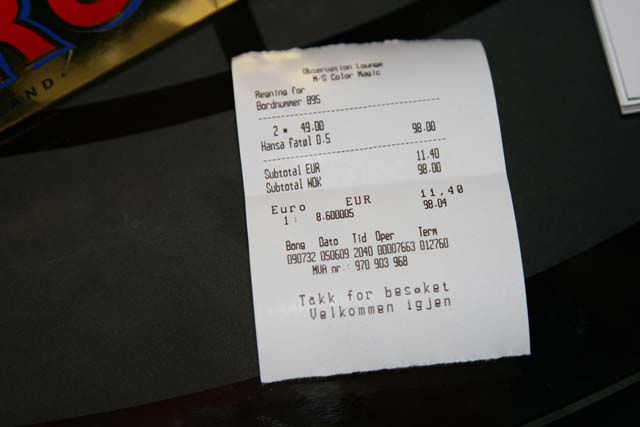 AND
Observation Lounge
M/S Color Magic
Regning for
Bordnummer 895
2 * 49.00 98.00
Hansa fatøl 0.5
Subtotal EUR 11.40
Subtotal NOK 98.00
Euro EUR 11,40
1 : 8.600005 98.04
Bong Dato Tid Oper Term
090732 050609 2040 00007663 012760
MVA nr.: 970 903 968
Takk for besøket
Velkommen igjen